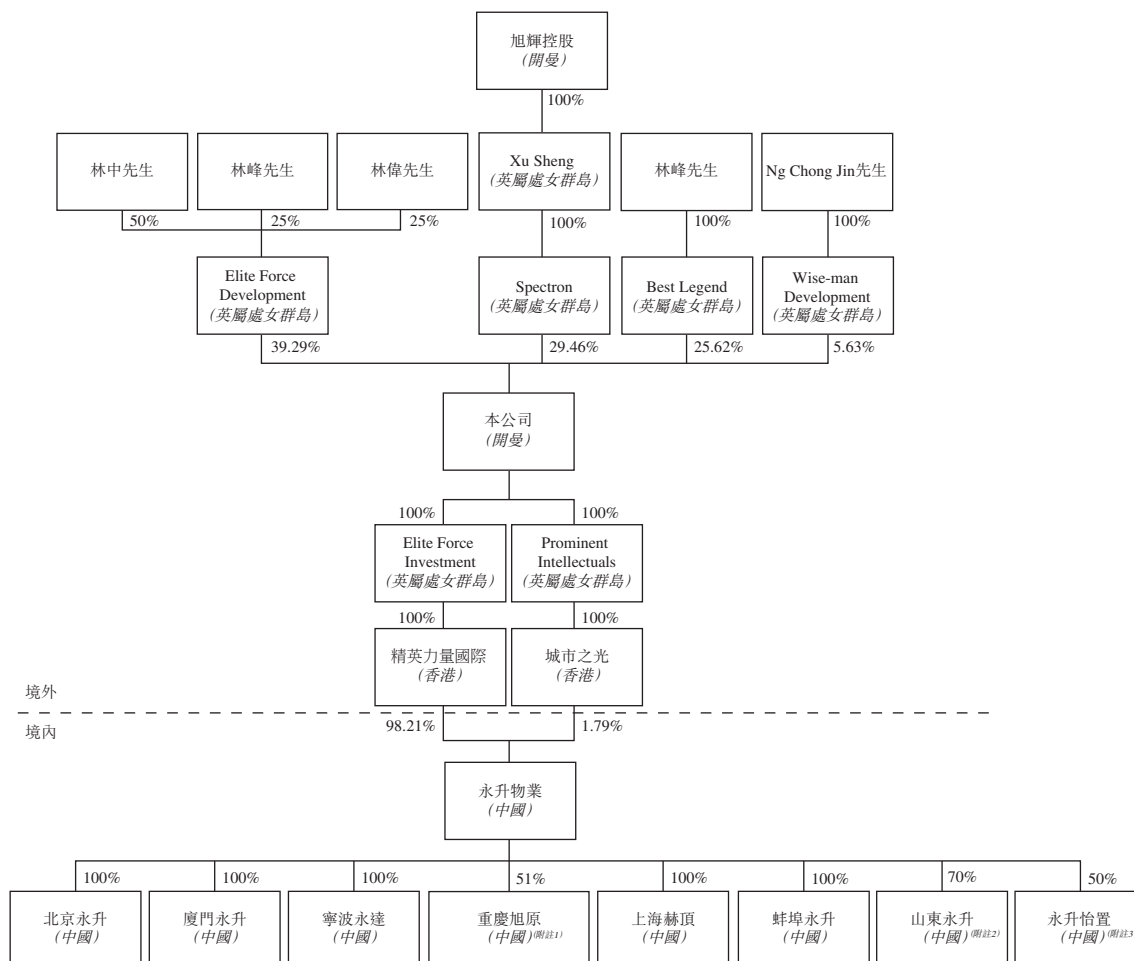 旭輝控股
(開曼)
100%
林中先生
林峰先生
林偉先生
Xu Sheng
(英屬處女群島)
林峰先生
Ng Chong Jin先生
50%
25%
25%
100%
100%
100%
Elite Force
Development
(英屬處女群島)
Spectron
(英屬處女群島)
Best Legend
(英屬處女群島)
Wise-man
Development
(英屬處女群島)
39.29%
29.46%
25.62%
5.63%
本公司
(開曼)
100%
100%
Elite Force
Investment
(英屬處女群島)
Prominent
Intellectuals
(英屬處女群島)
100%
100%
精英力量國際
(香港)
城市之光
(香港)
境外
境內
98.21%
1.79%
永升物業
(中國)
100%
100%
100%
51%
100%
100%
70%
50%
北京永升
(中國)
廈門永升
(中國)
寧波永達
(中國)
重慶旭原
(中國)(附註1)
上海赫頂
(中國)
蚌埠永升
(中國)
山東永升
(中國)(附註2)
永升怡置
(中國)(附註3)